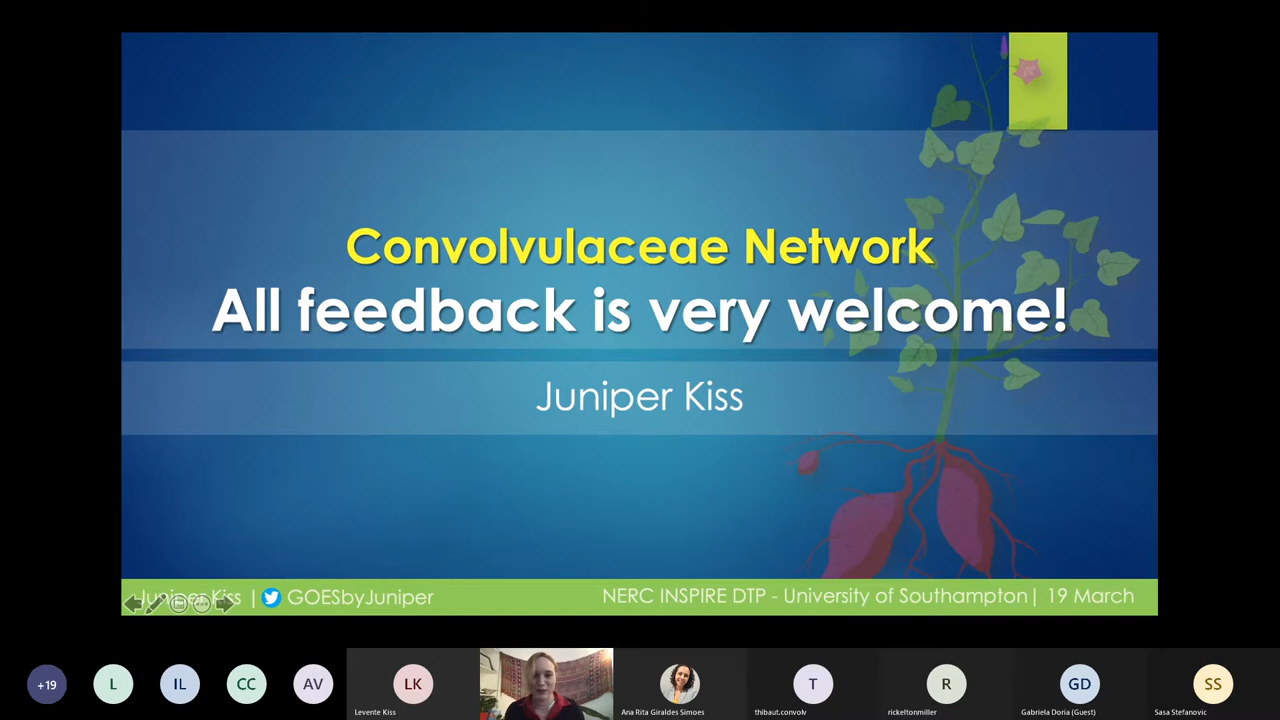 Convolvulaceae Network
All feedback is very welcome!
Juniper Kiss
Juniper Kiss | GOESbyJuniper
NERC INSPIRE DTP - University of Southampton| 19 March
+19
L
IL
CC
AV
LK
Levente Kiss
Ana Rita Giraldes Simoes
T
thibaut.convolv
R
rickeltonmiller
GD
Gabriela Doria (Guest)
SS
Sasa Stefanovic